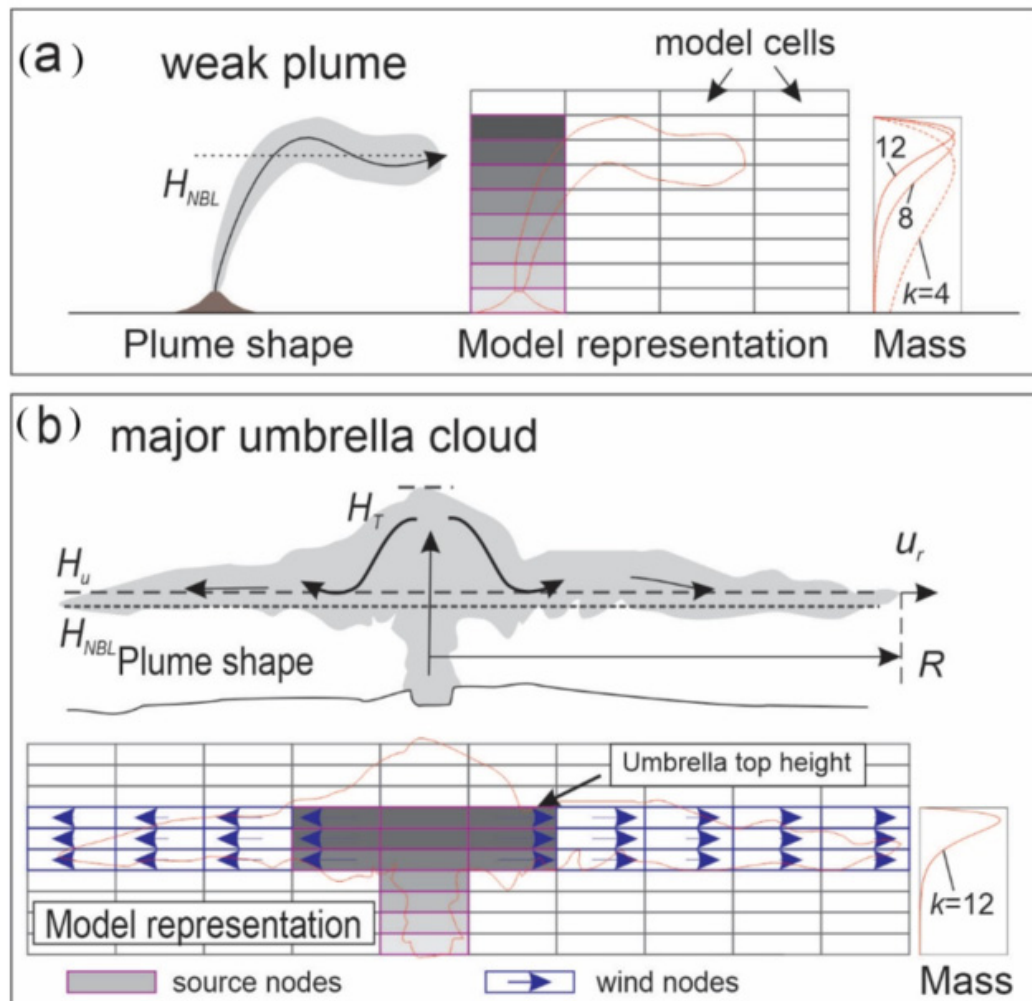 (a) weak plume
model cells
H_NBL
12
8
k=4
Plume shape
Model representation
Mass
(b) major umbrella cloud
H_T
H_u
u_r
H_NBL
Plume shape
R
Umbrella top height
k=12
Model representation
source nodes
wind nodes
Mass